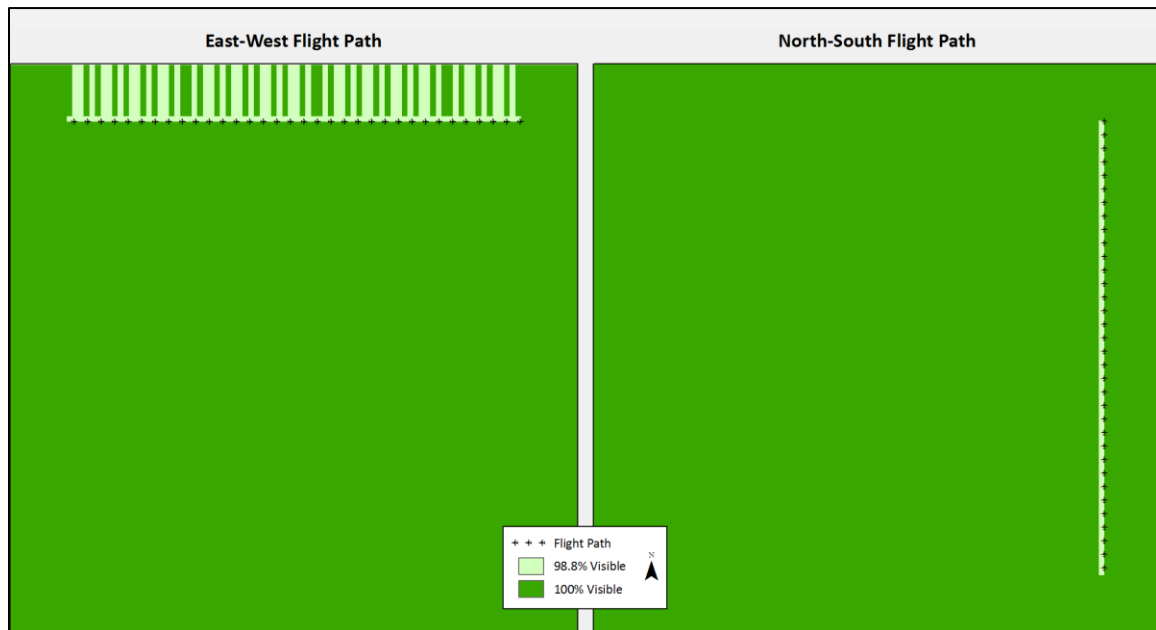 East-West Flight Path
North-South Flight Path
+ + + Flight Path
N
98.8% Visible
100% Visible